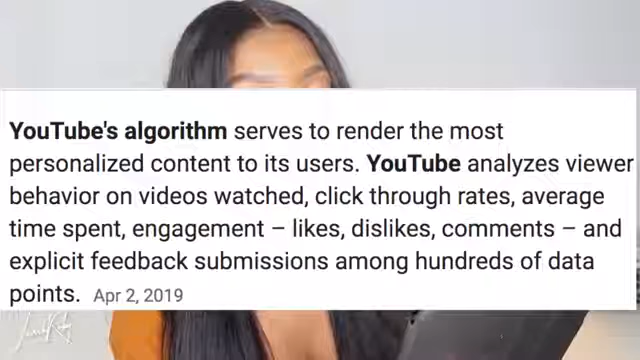 YouTube's algorithm serves to render the most
personalized content to its users. YouTube analyzes viewer
behavior on videos watched, click through rates, average
time spent, engagement – likes, dislikes, comments – and
explicit feedback submissions among hundreds of data
points. Apr 2, 2019